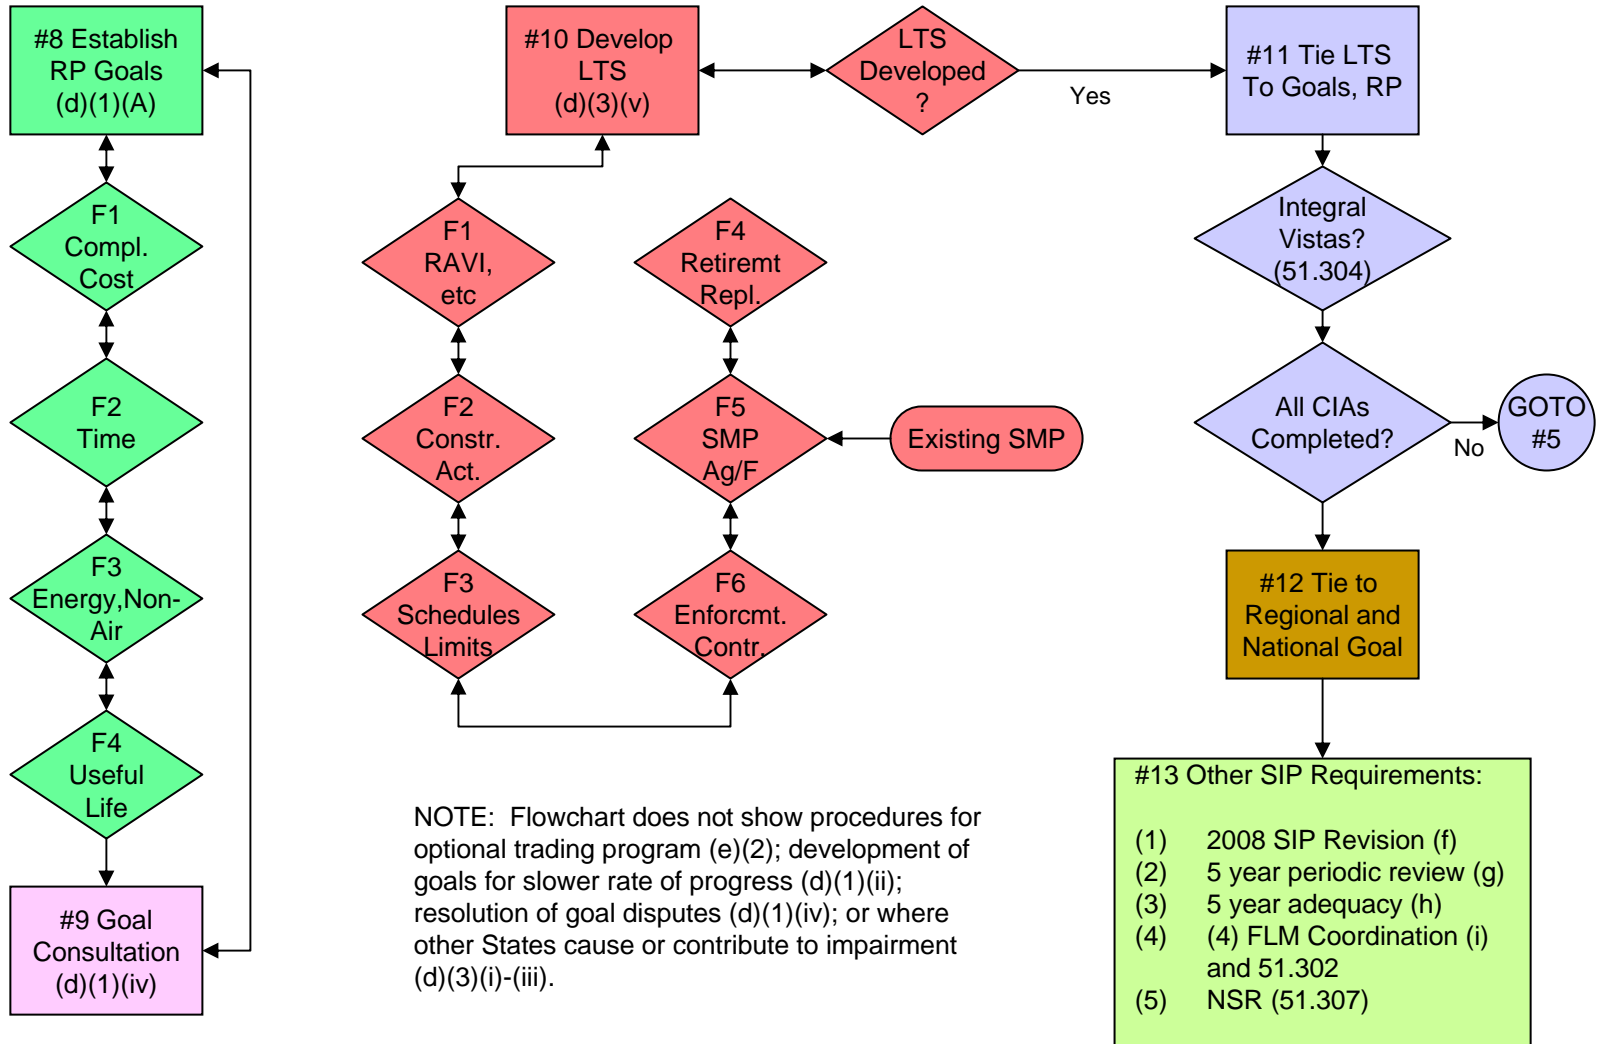 #8 Establish
RP Goals
(d)(1)(A)
F1
Compl.
Cost
F2
Time
F3
Energy,Non-
Air
F4
Useful
Life
#9 Goal
Consultation
(d)(1)(iv)
#10 Develop
LTS
(d)(3)(v)
LTS
Developed
?
Yes
F1
RAVI,
etc
F2
Constr.
Act.
F3
Schedules
Limits
F4
Retiremt
Repl.
F5
SMP
Ag/F
Existing SMP
F6
Enforcmt.
Contr.
NOTE: Flowchart does not show procedures for
optional trading program (e)(2); development of
goals for slower rate of progress (d)(1)(ii);
resolution of goal disputes (d)(1)(iv); or where
other States cause or contribute to impairment
(d)(3)(i)-(iii).
#11 Tie LTS
To Goals, RP
Integral
Vistas?
(51.304)
All CIAs
Completed?
No
GOTO
#5
#12 Tie to
Regional and
National Goal
#13 Other SIP Requirements:
(1) 2008 SIP Revision (f)
(2) 5 year periodic review (g)
(3) 5 year adequacy (h)
(4) (4) FLM Coordination (i)
and 51.302
(5) NSR (51.307)